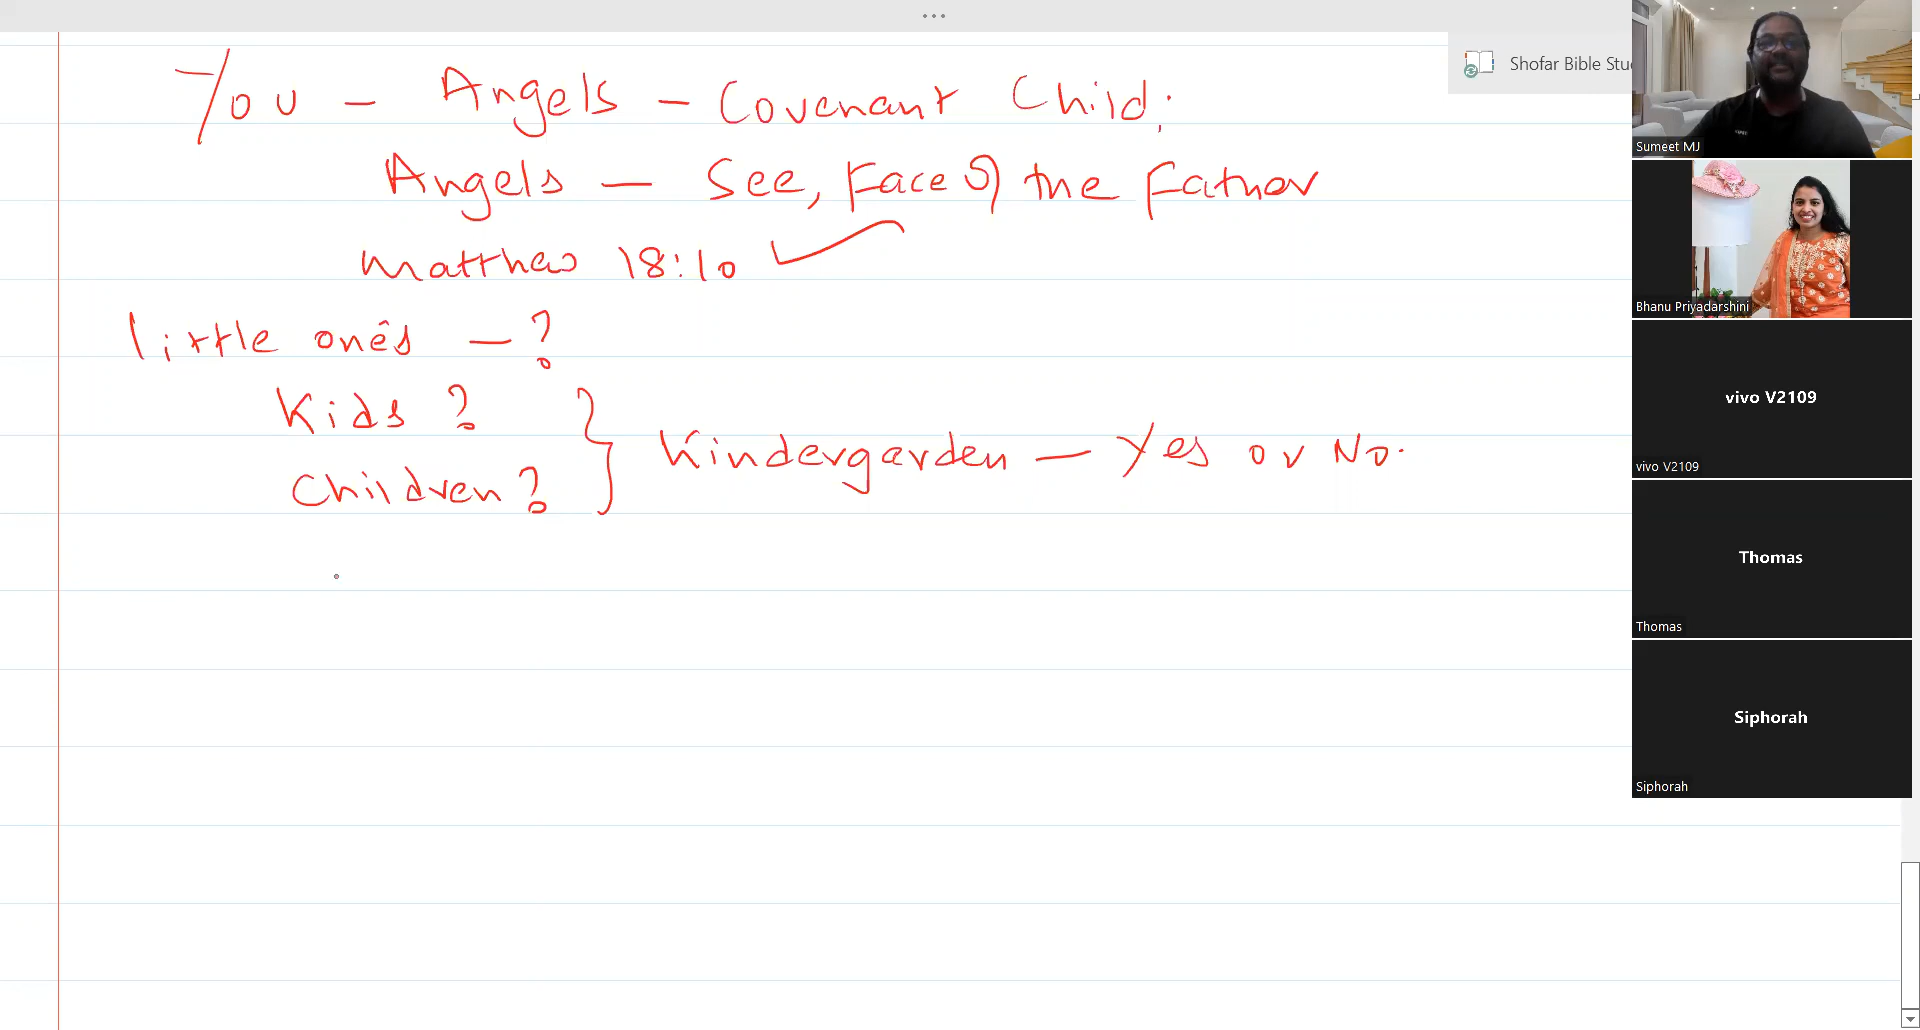 ...
You - Angels - Covenant Child.
Angels - See, Face of the Father
Matthew 18:10 ✓
little ones - ?
Kids ?
Children ?
} Kindergarden - Yes or No.
Shofar Bible Stu
Sumeet MJ
Bhanu Priyadarshini
vivo V2109
vivo V2109
Thomas
Thomas
Siphorah
Siphorah